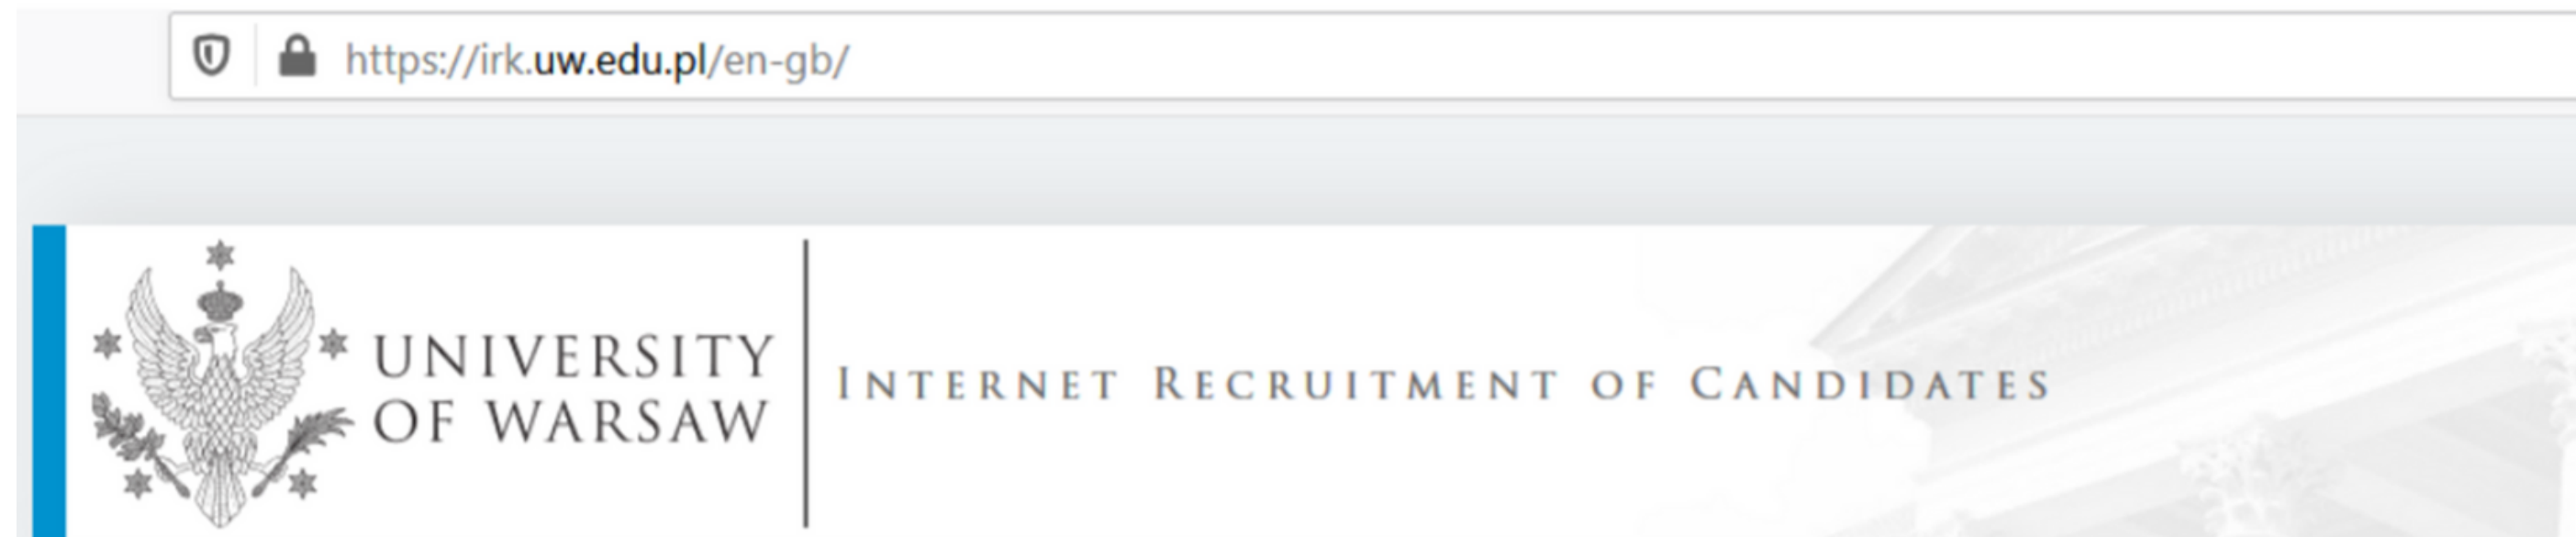 https://irk.uw.edu.pl/en-gb/
UNIVERSITY
OF WARSAW
INTERNET RECRUITMENT OF CANDIDATES